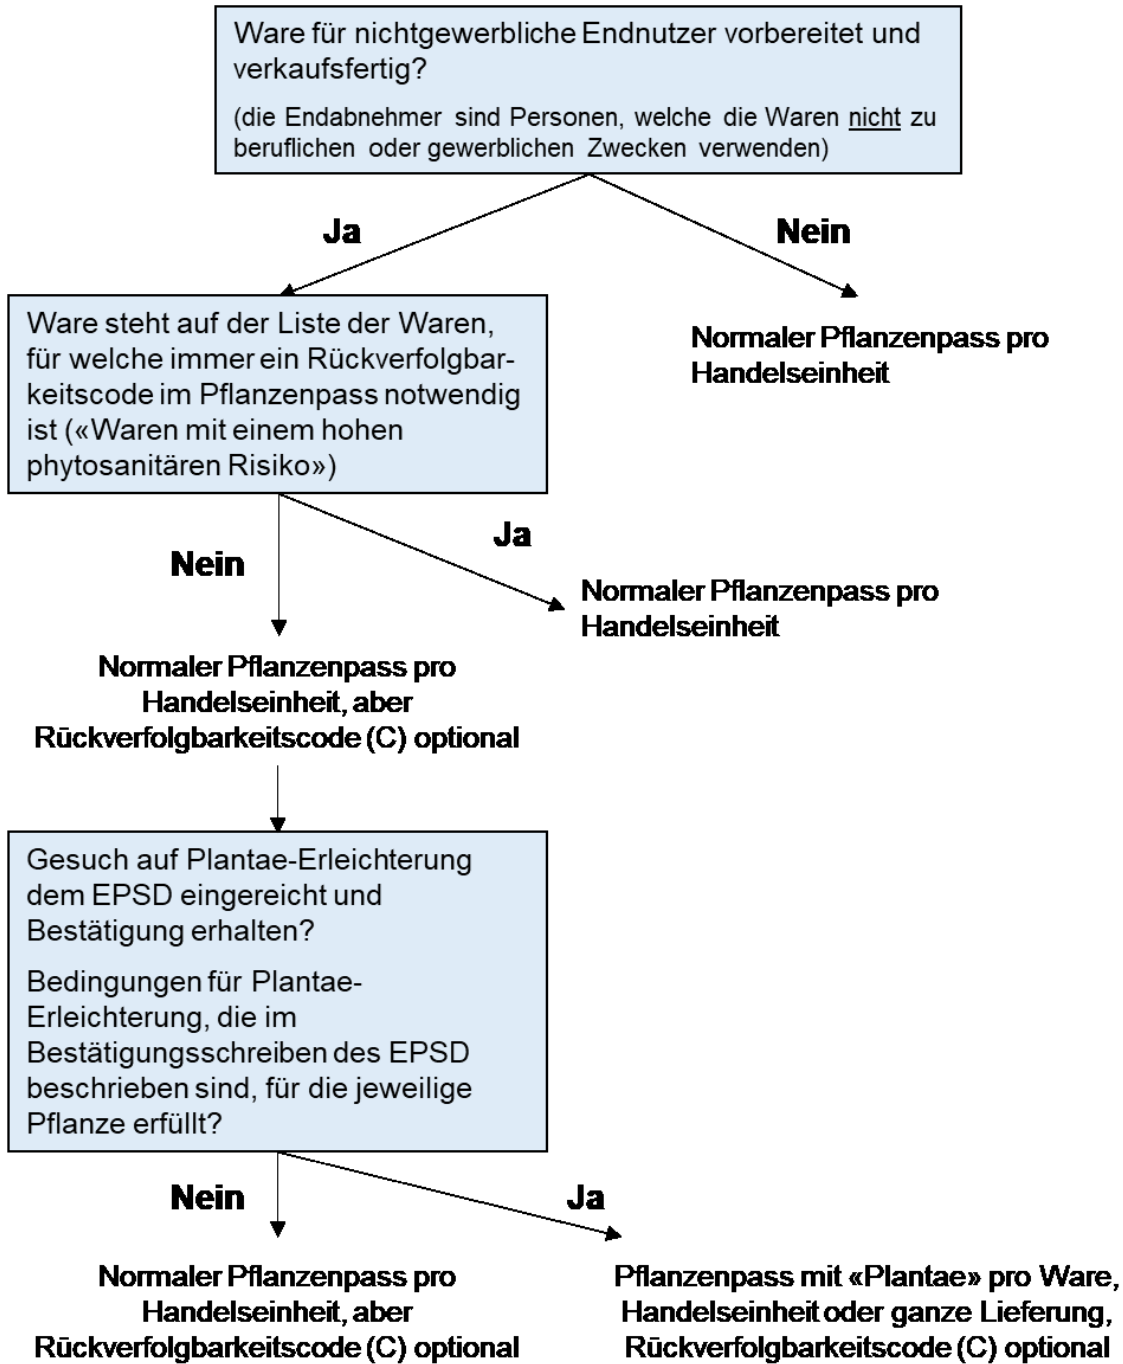 Ware für nichtgewerbliche Endnutzer vorbereitet und
verkaufsfertig?
(die Endabnehmer sind Personen, welche die Waren nicht zu
beruflichen oder gewerblichen Zwecken verwenden)
Ja
Nein
Ware steht auf der Liste der Waren,
für welche immer ein Rückverfolgbar-
keitscode im Pflanzenpass notwendig
ist («Waren mit einem hohen
phytosanitären Risiko»)
Normaler Pflanzenpass pro
Handelseinheit
Nein
Ja
Normaler Pflanzenpass pro
Handelseinheit
Normaler Pflanzenpass pro
Handelseinheit, aber
Rückverfolgbarkeitscode (C) optional
Gesuch auf Plantae-Erleichterung
dem EPSD eingereicht und
Bestätigung erhalten?
Bedingungen für Plantae-
Erleichterung, die im
Bestätigungsschreiben des EPSD
beschrieben sind, für die jeweilige
Pflanze erfüllt?
Nein
Ja
Normaler Pflanzenpass pro
Handelseinheit, aber
Rückverfolgbarkeitscode (C) optional
Pflanzenpass mit «Plantae» pro Ware,
Handelseinheit oder ganze Lieferung,
Rückverfolgbarkeitscode (C) optional